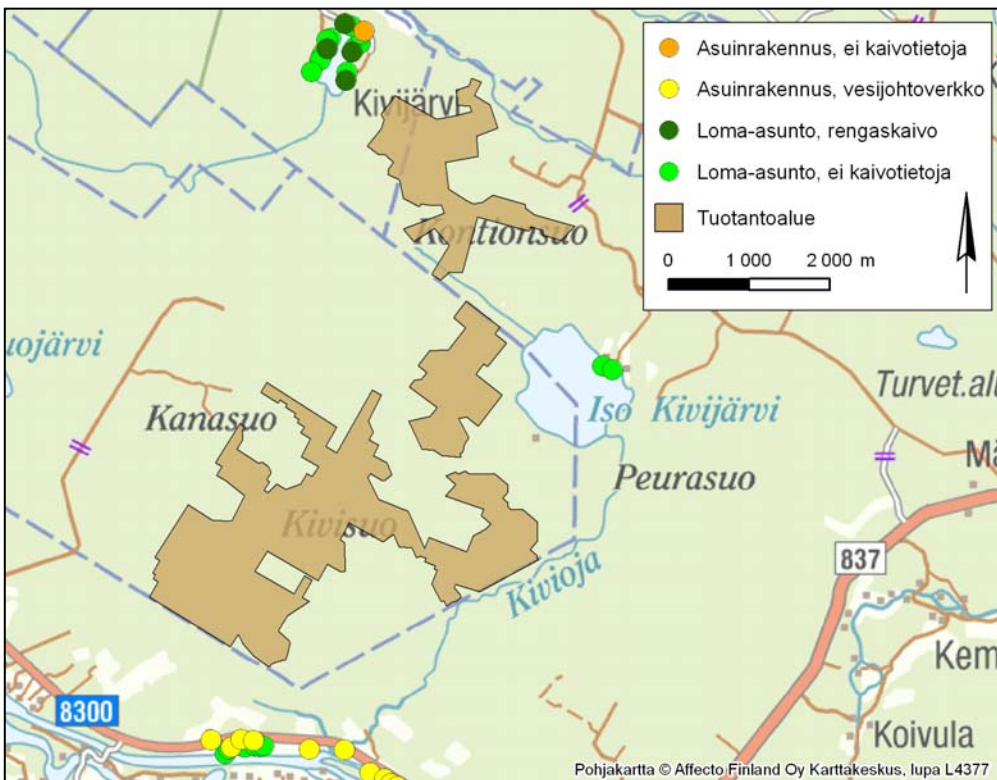 Asuinrakennus, ei kaivotietoja
Asuinrakennus, vesijohtoverkko
Loma-asunto, rengaskaivo
Loma-asunto, ei kaivotietoja
Tuotantoalue
0 1 000 2 000 m
Kivijärvi
Kontionsuo
uojärvi
Kanasuo
Iso Kivijärvi
Turvet.al
Peurasuo
Mä
Kivisuo
Kivioja
837
Kem
8300
Koivula
Pohjakartta © Affecto Finland Oy Karttakeskus, lupa L4377